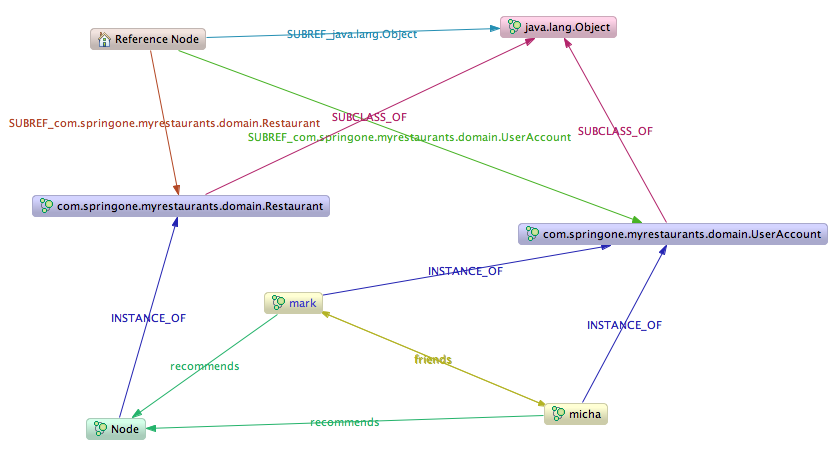 java.lang.Object
Reference Node
SUBREF_java.lang.Object
SUBREF_com.springone.myrestaurants.domain.Restaurant
SUBCLASS_OF
SUBREF_com.springone.myrestaurants.domain.UserAccount
SUBCLASS_OF
com.springone.myrestaurants.domain.Restaurant
com.springone.myrestaurants.domain.UserAccount
INSTANCE_OF
mark
INSTANCE_OF
INSTANCE_OF
friends
recommends
micha
recommends
Node